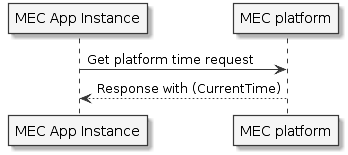 MEC App Instance
MEC platform
Get platform time request
Response with (CurrentTime)
MEC App Instance
MEC platform